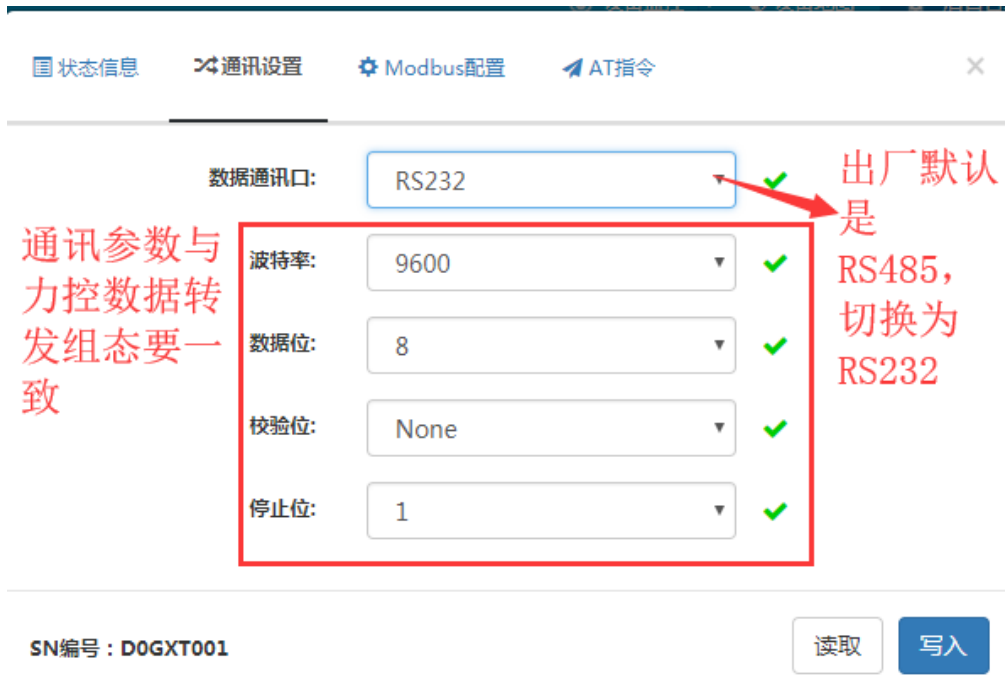 状态信息
通讯设置
Modbus配置
AT指令
×
数据通讯口:
RS232
出厂默认
是
RS485,
切换为
RS232
通讯参数与
力控数据转
发组态要一
致
波特率:
9600
数据位:
8
校验位:
None
停止位:
1
SN编号：D0GXT001
读取
写入